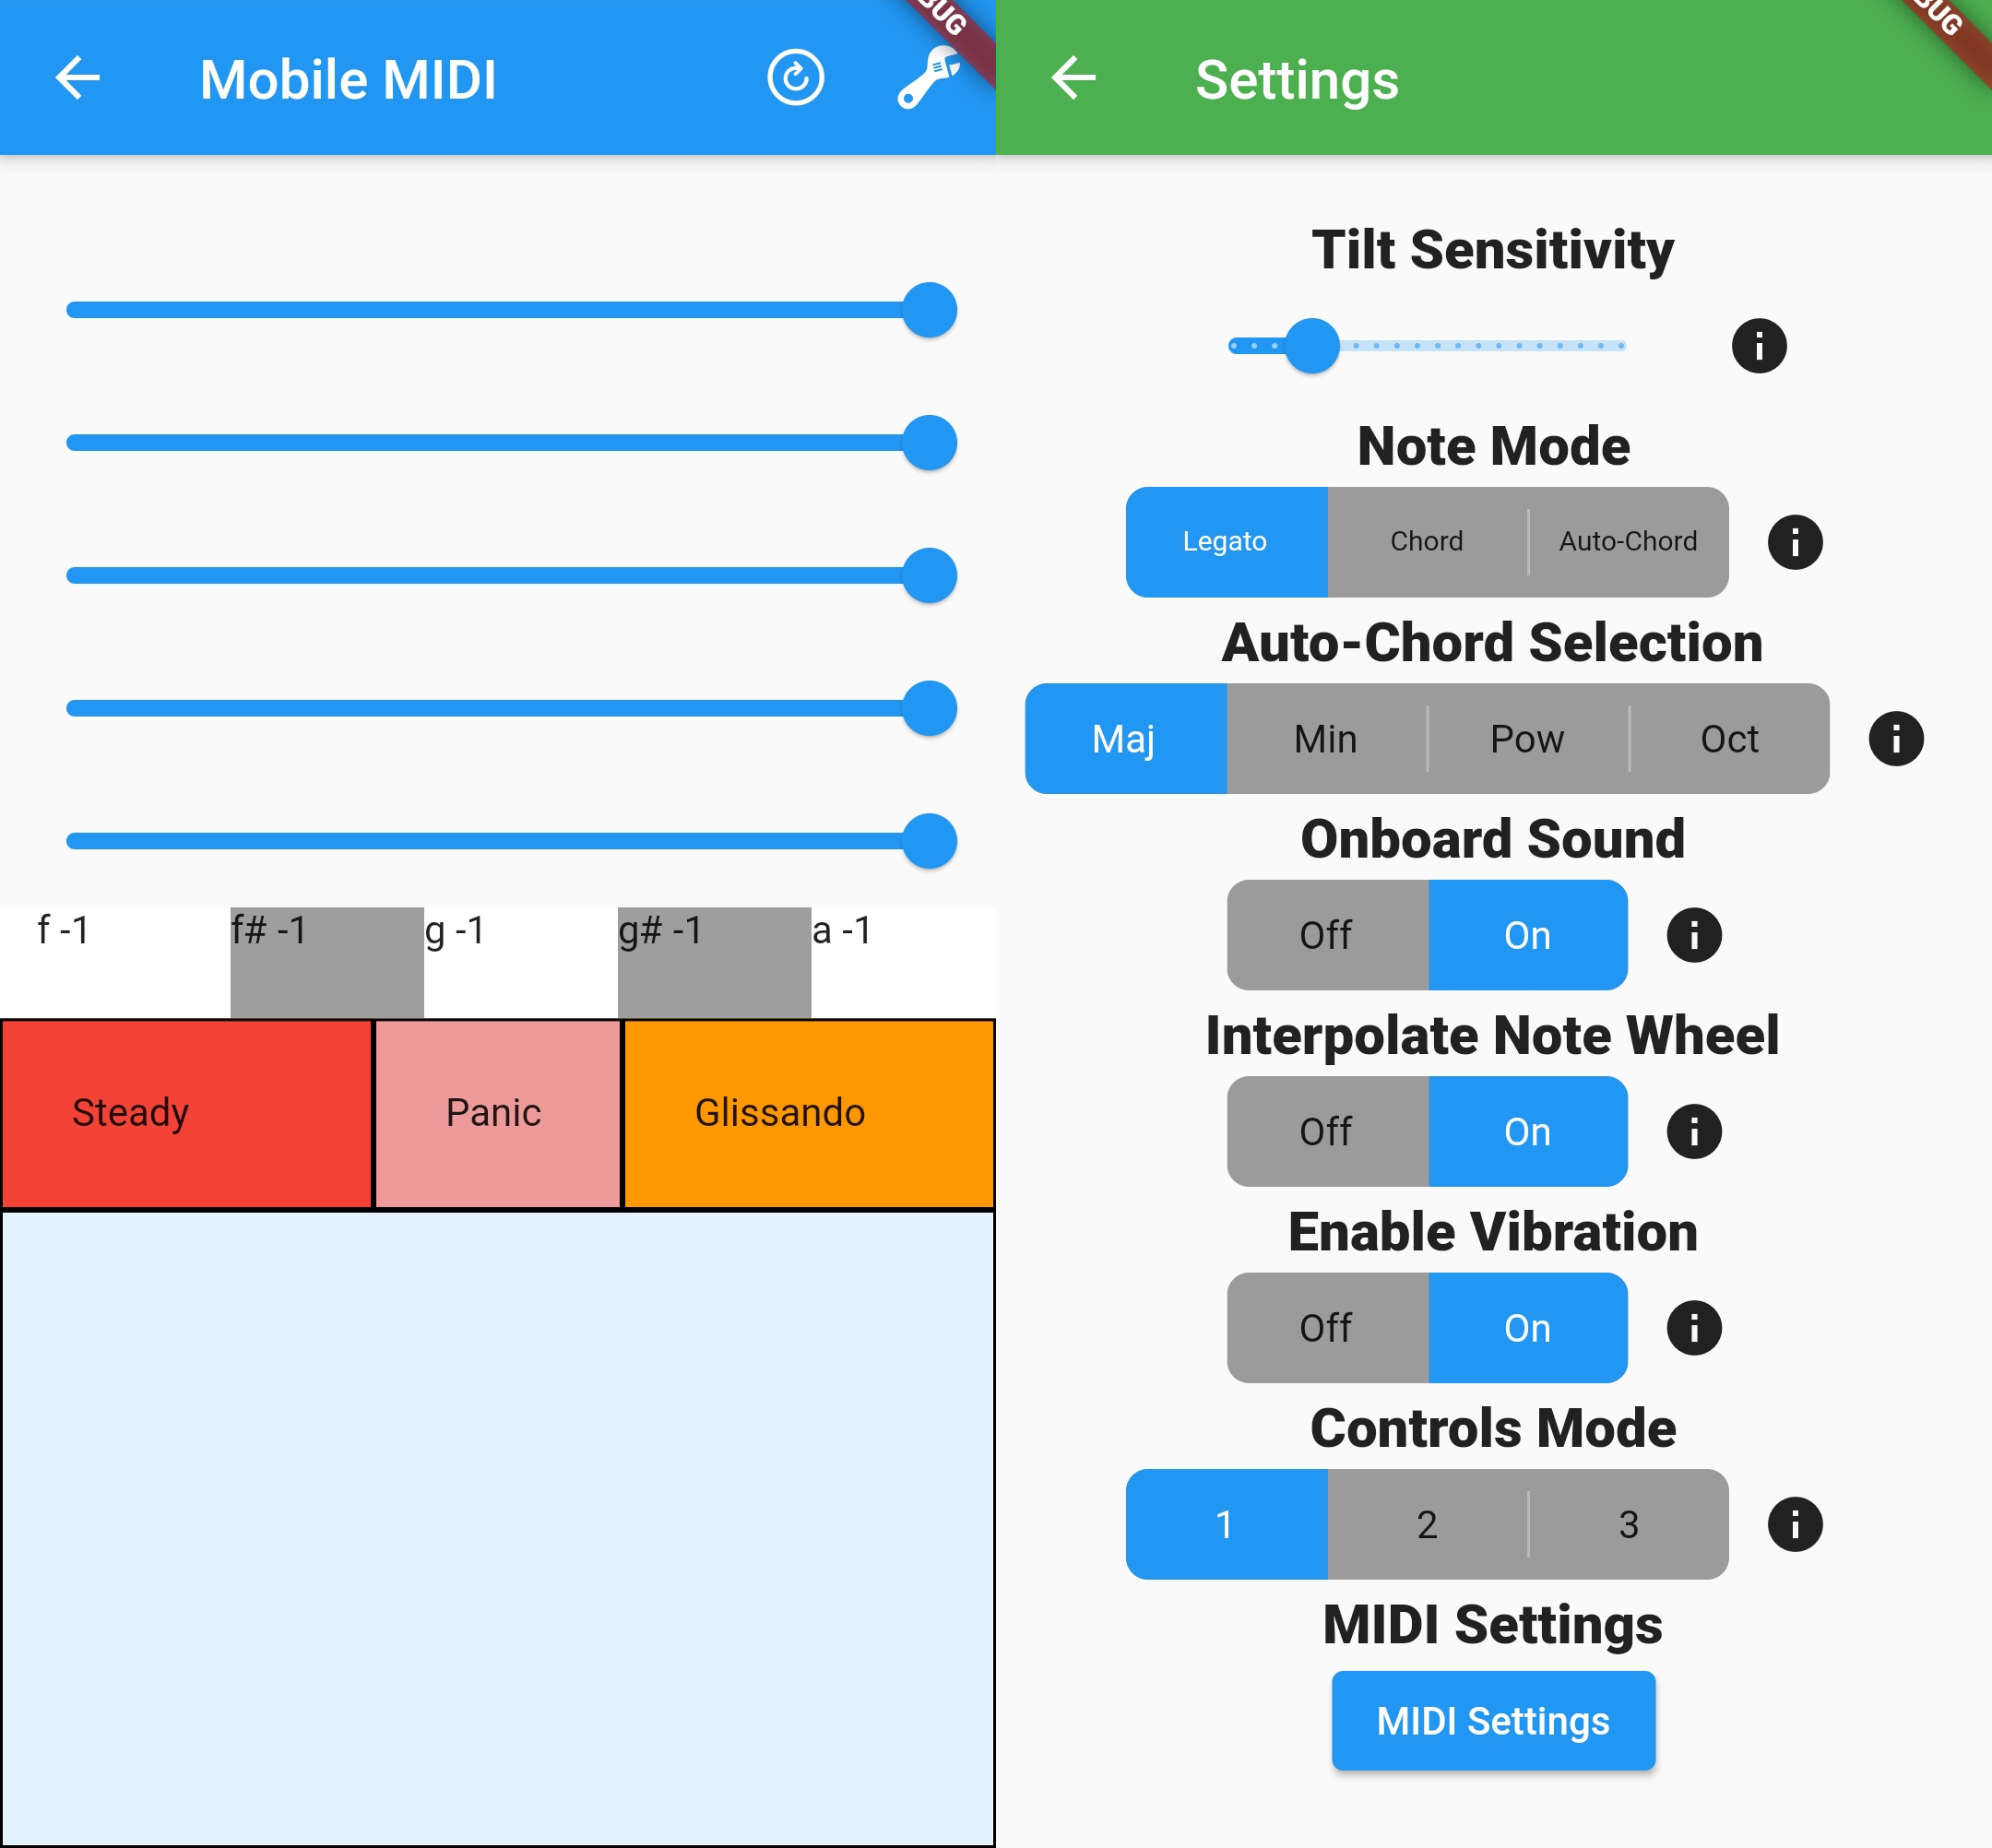 Mobile MIDI
f -1 f# -1 g -1 g# -1 a -1
Steady Panic Glissando
Settings
Tilt Sensitivity
i
Note Mode
Legato Chord Auto-Chord i
Auto-Chord Selection
Maj Min Pow Oct i
Onboard Sound
Off On i
Interpolate Note Wheel
Off On i
Enable Vibration
Off On i
Controls Mode
1 2 3 i
MIDI Settings
MIDI Settings